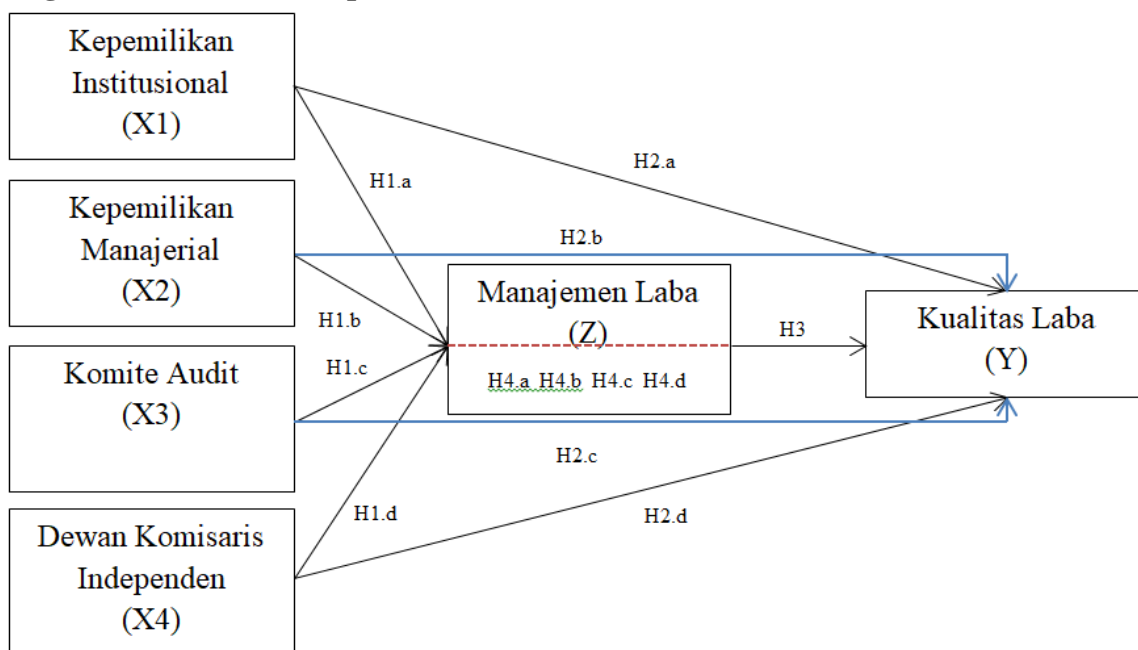 Kepemilikan
Institusional
(X1)
H2.a
H1.a
Kepemilikan
Manajerial
(X2)
H2.b
H1.b
Manajemen Laba
(Z)
H4.a H4.b H4.c H4.d
H3
Kualitas Laba
(Y)
Komite Audit
(X3)
H1.c
H2.c
H1.d
H2.d
Dewan Komisaris
Independen
(X4)